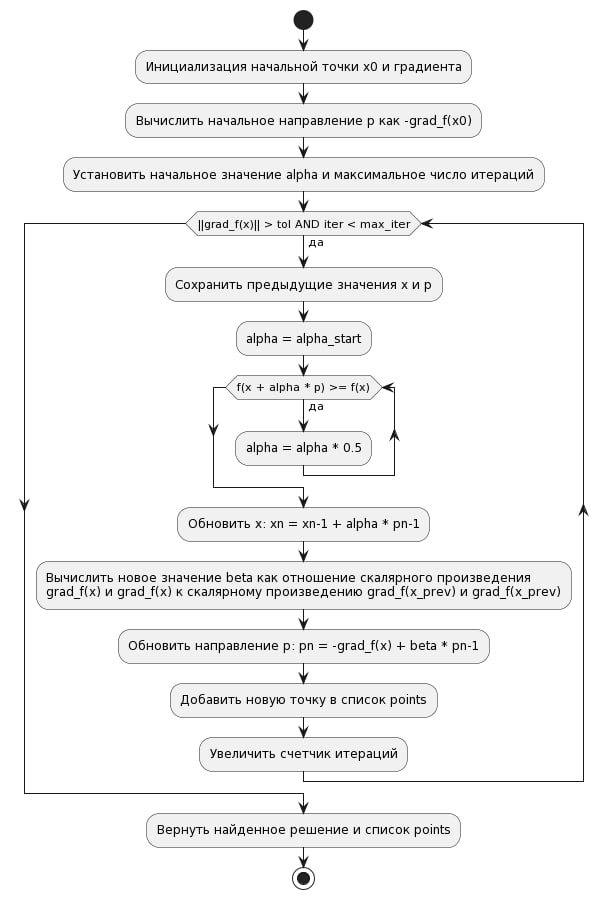 Инициализация начальной точки x0 и градиента
Вычислить начальное направление p как -grad_f(x0)
Установить начальное значение alpha и максимальное число итераций
||grad_f(x)|| > tol AND iter < max_iter
да
Сохранить предыдущие значения x и p
alpha = alpha_start
f(x + alpha * p) >= f(x)
да
alpha = alpha * 0.5
Обновить x: xn = xn-1 + alpha * pn-1
Вычислить новое значение beta как отношение скалярного произведения
grad_f(x) и grad_f(x) к скалярному произведению grad_f(x_prev) и grad_f(x_prev)
Обновить направление p: pn = -grad_f(x) + beta * pn-1
Добавить новую точку в список points
Увеличить счетчик итераций
Вернуть найденное решение и список points